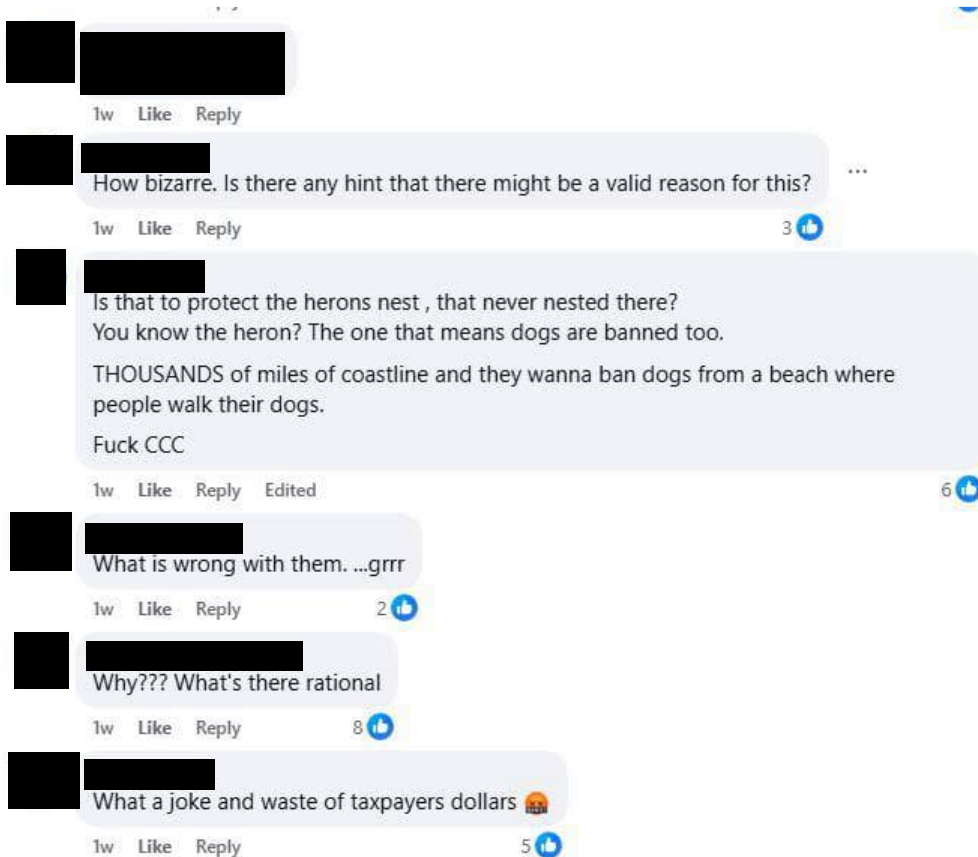 1w Like Reply
How bizarre. Is there any hint that there might be a valid reason for this?
1w Like Reply 3
Is that to protect the herons nest , that never nested there?
You know the heron? The one that means dogs are banned too.
THOUSANDS of miles of coastline and they wanna ban dogs from a beach where
people walk their dogs.
Fuck CCC
1w Like Reply Edited 6
What is wrong with them. ...grrr
1w Like Reply 2
Why??? What's there rational
1w Like Reply 8
What a joke and waste of taxpayers dollars 🤬
1w Like Reply 5